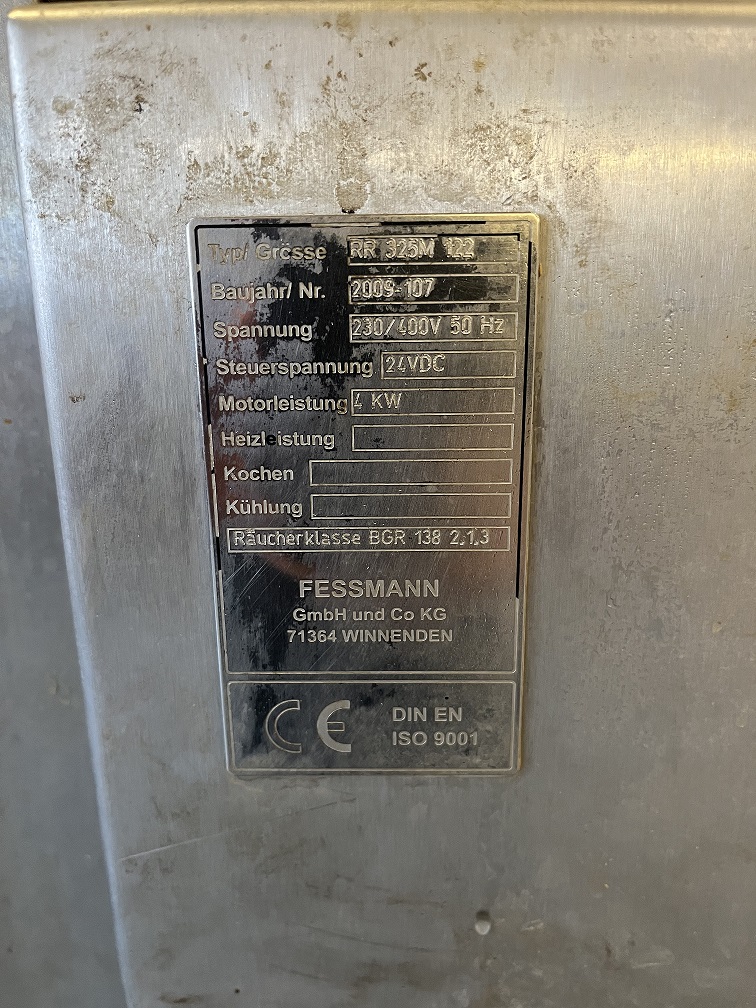 Typ/ Grösse RR 325M 122
Baujahr/ Nr. 2009-107
Spannung 230/400V 50 Hz
Steuerspannung 24VDC
Motorleistung 4 KW
Heizleistung
Kochen
Kühlung
Räucherklasse BGR 138 2,1,3
FESSMANN
GmbH und Co KG
71364 WINNENDEN
CE DIN EN
ISO 9001